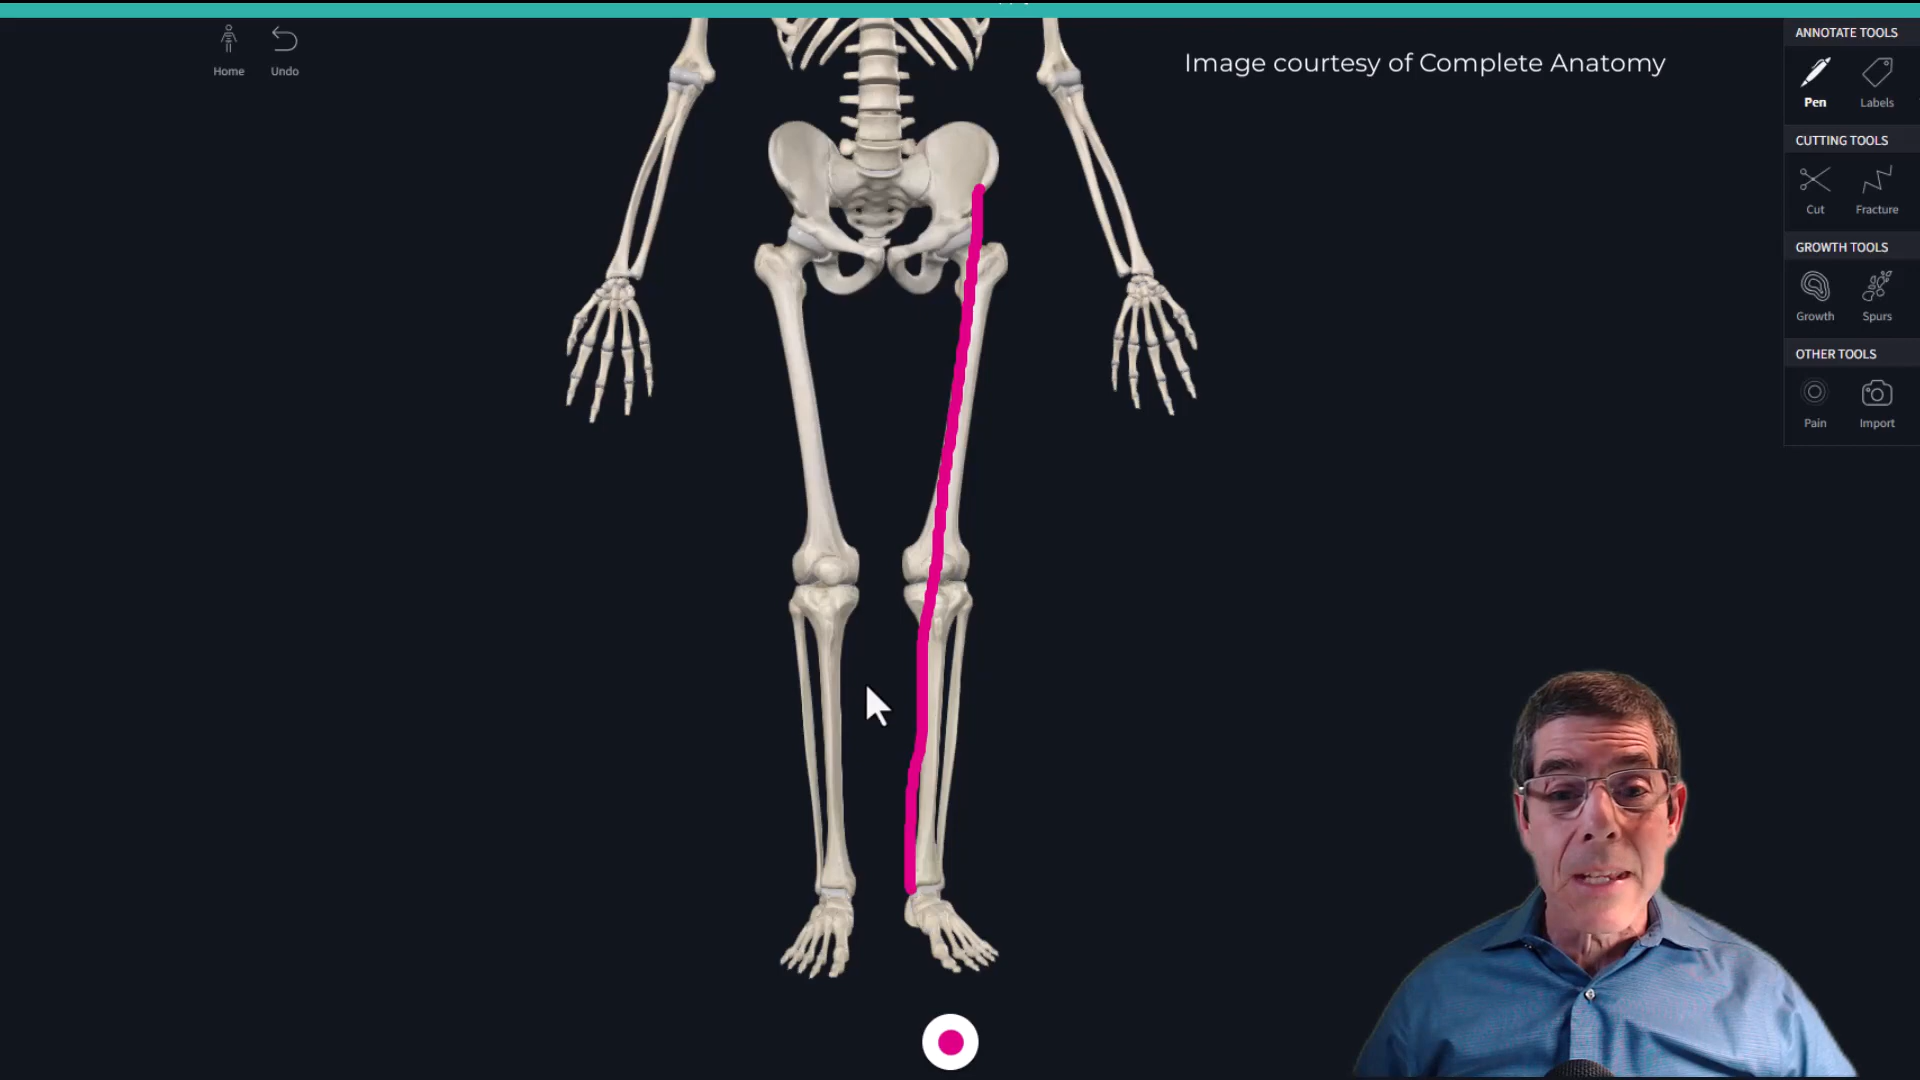 Image courtesy of Complete Anatomy
Home
Undo
ANNOTATE TOOLS
Pen
Labels
CUTTING TOOLS
Cut
Fracture
GROWTH TOOLS
Growth
Spurs
OTHER TOOLS
Pain
Import